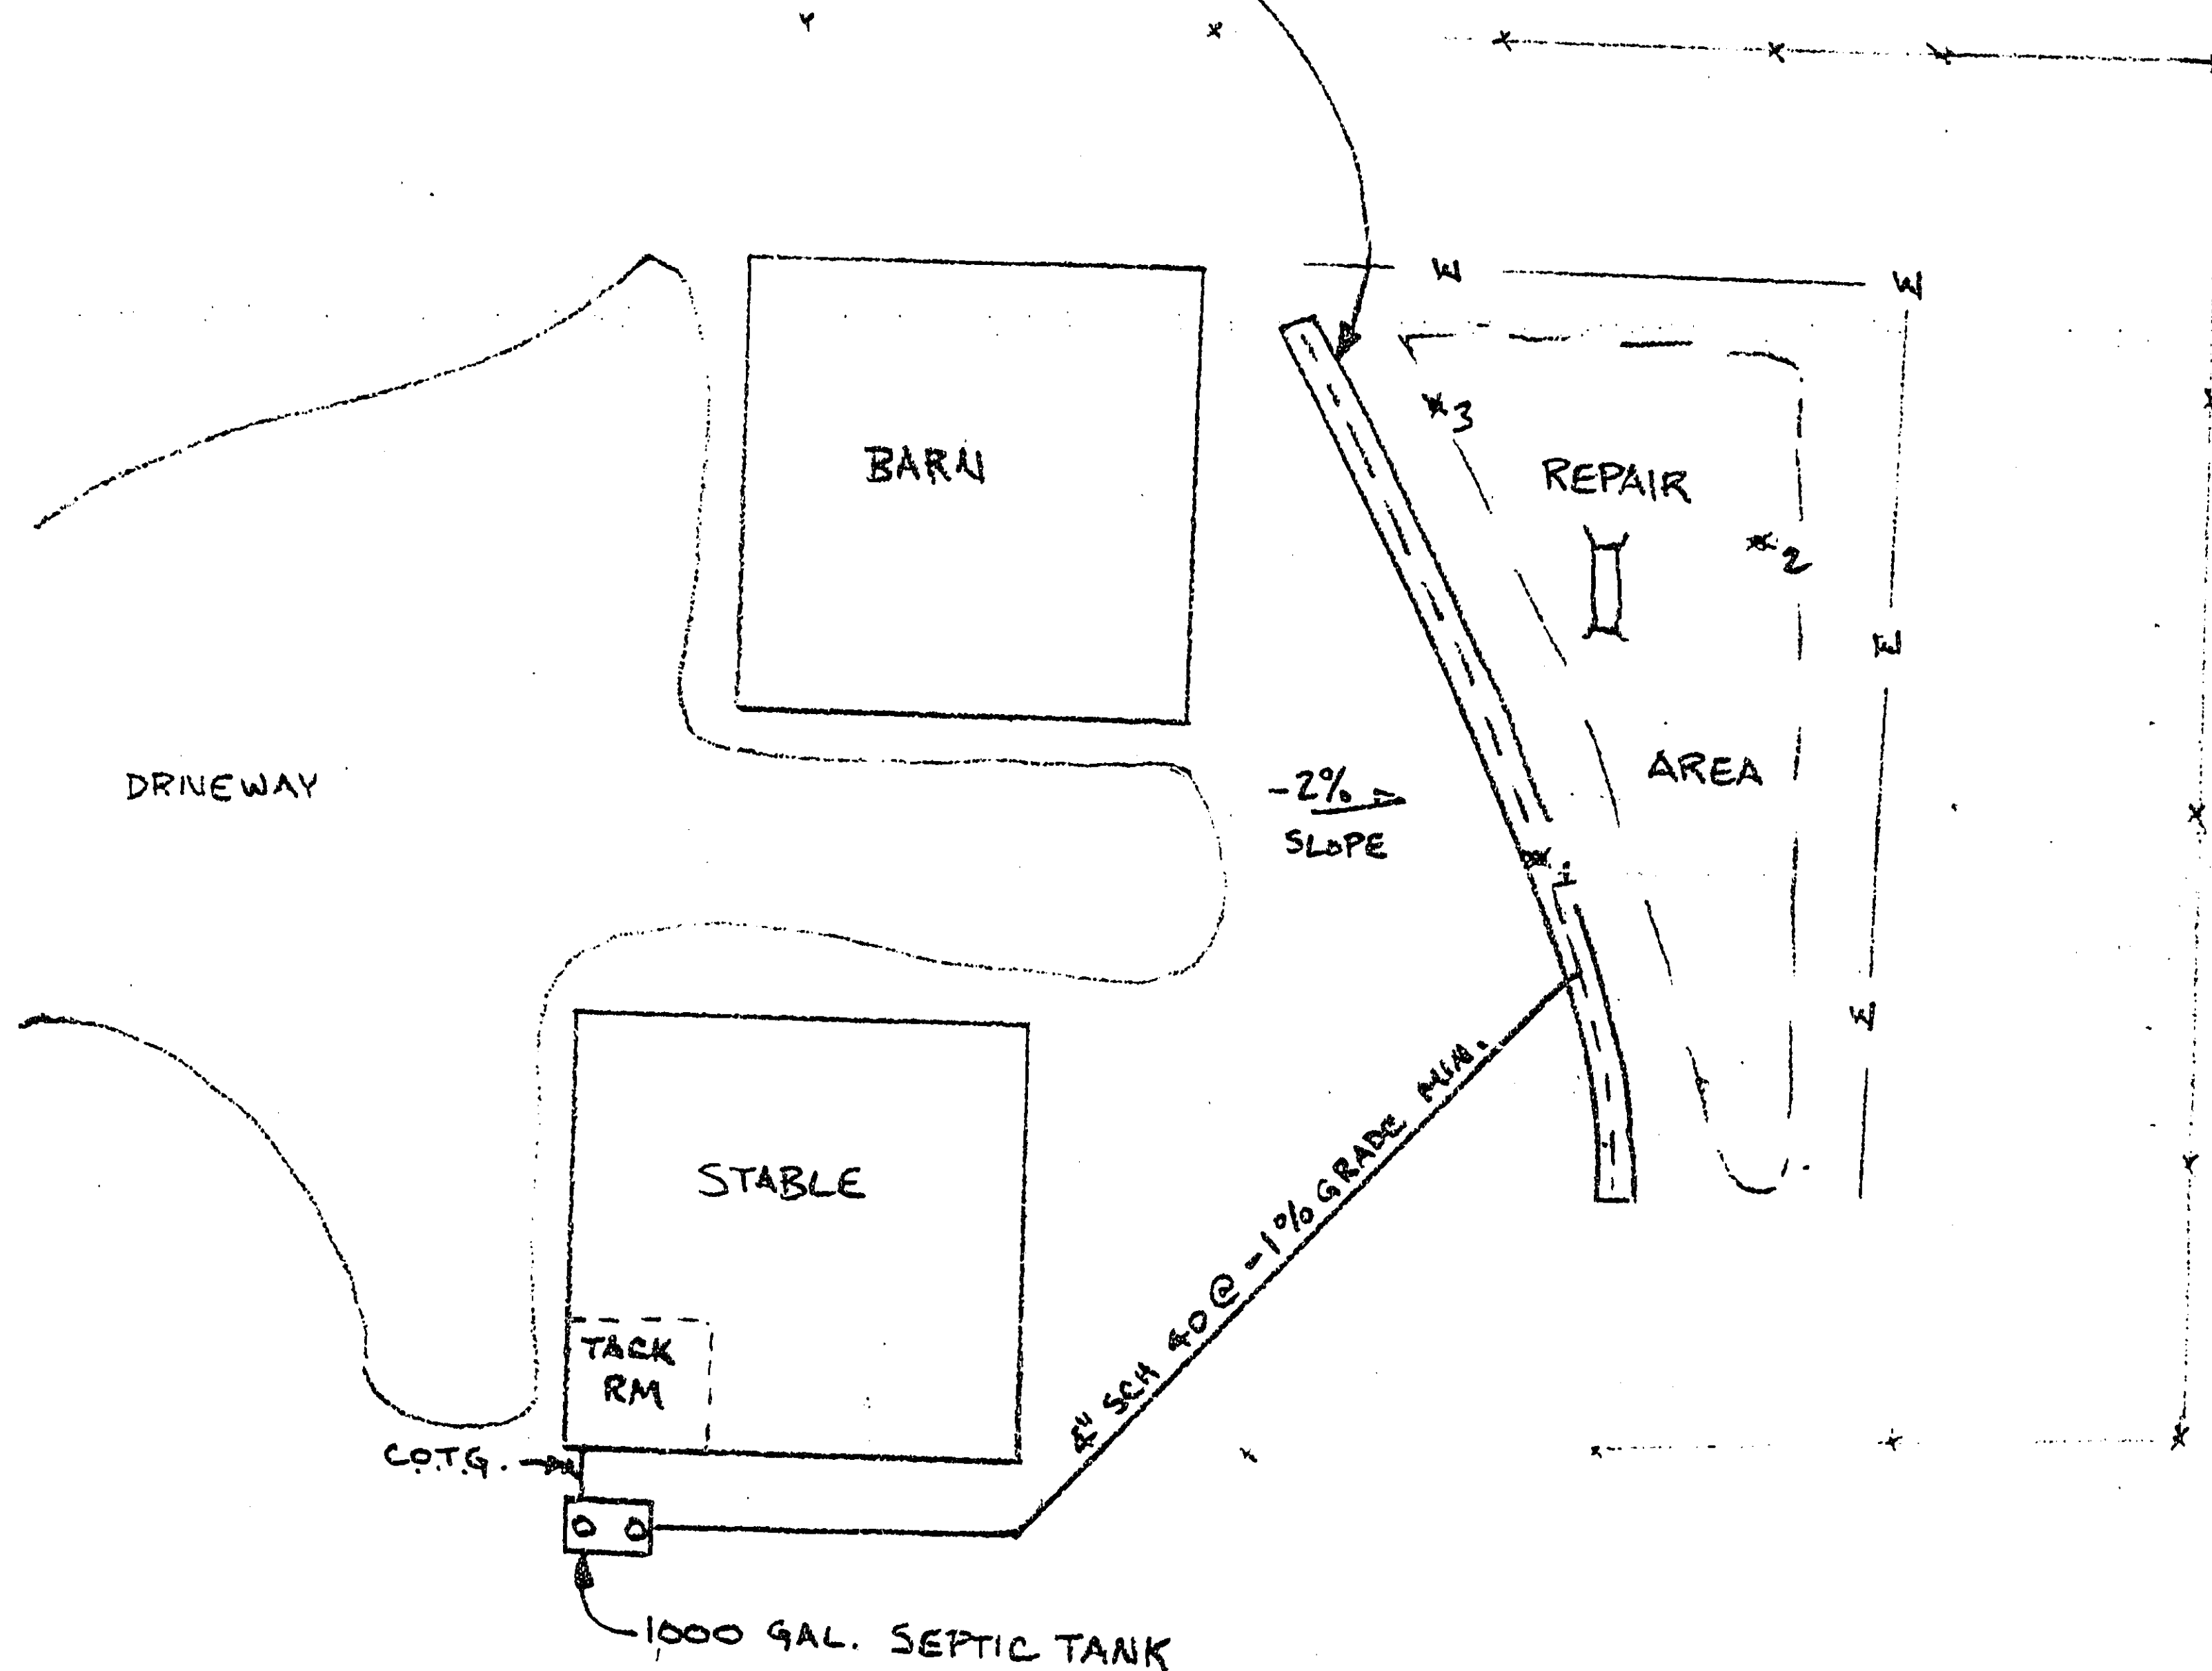 E
E
3
BARN
REPAIR
2
E
DRIVEWAY
-2%
SLOPE
AREA
1
E
4" SCH 40 @ -1% GRADE MIN.
STABLE
TACK
RM
C.O.T.G.
1000 GAL. SEPTIC TANK